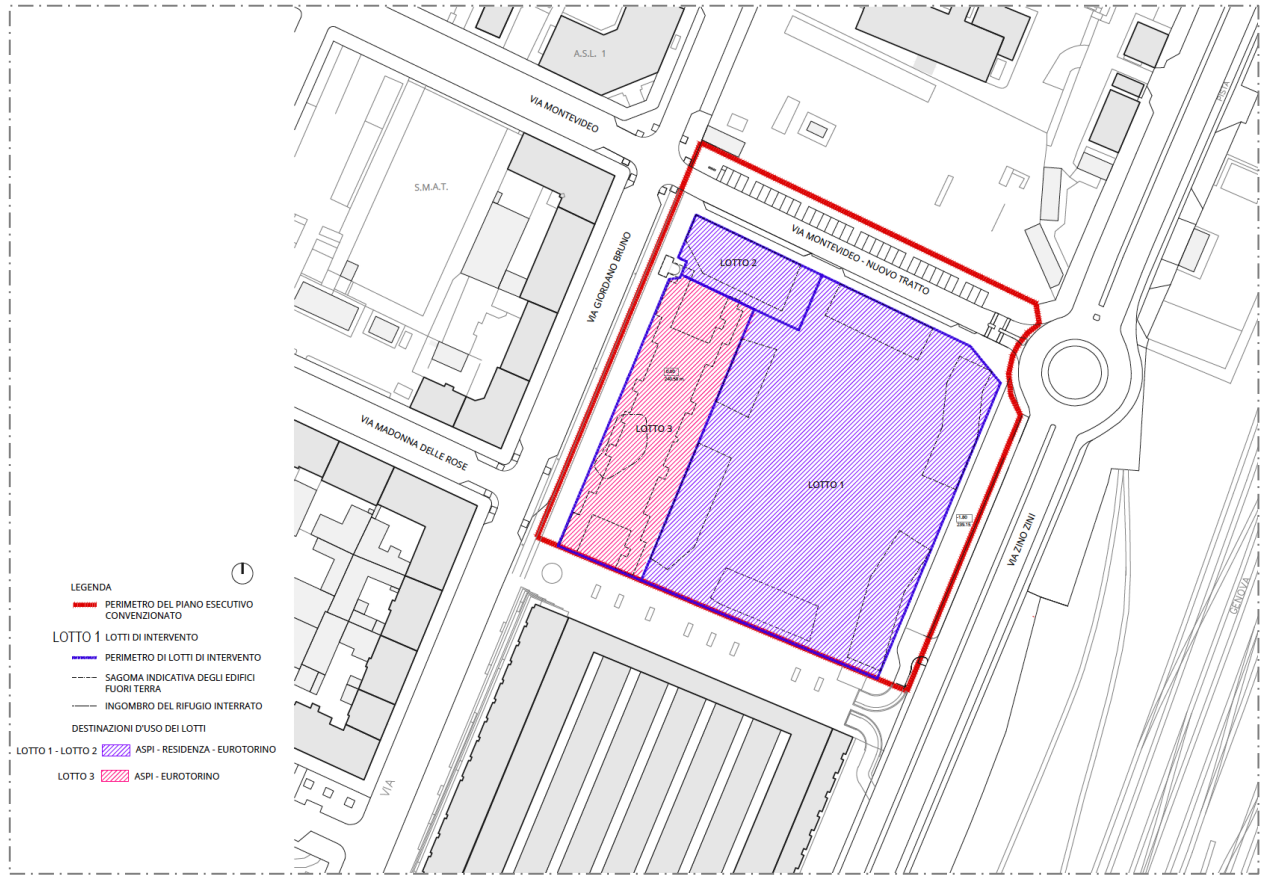 A.S.L. 1
PISTA
VIA MONTEVIDEO
S.M.A.T.
VIA GIORDANO BRUNO
VIA MONTEVIDEO - NUOVO TRATTO
LOTTO 2
LOTTO 3
LOTTO 1
VIA MADONNA DELLE ROSE
VIA ZINO ZINI
GENOVA
VIA
LEGENDA
PERIMETRO DEL PIANO ESECUTIVO
CONVENZIONATO
LOTTO 1 LOTTI DI INTERVENTO
PERIMETRO DI LOTTI DI INTERVENTO
SAGOMA INDICATIVA DEGLI EDIFICI
FUORI TERRA
INGOMBRO DEL RIFUGIO INTERRATO
DESTINAZIONI D'USO DEI LOTTI
LOTTO 1 - LOTTO 2 ASPI - RESIDENZA - EUROTORINO
LOTTO 3 ASPI - EUROTORINO